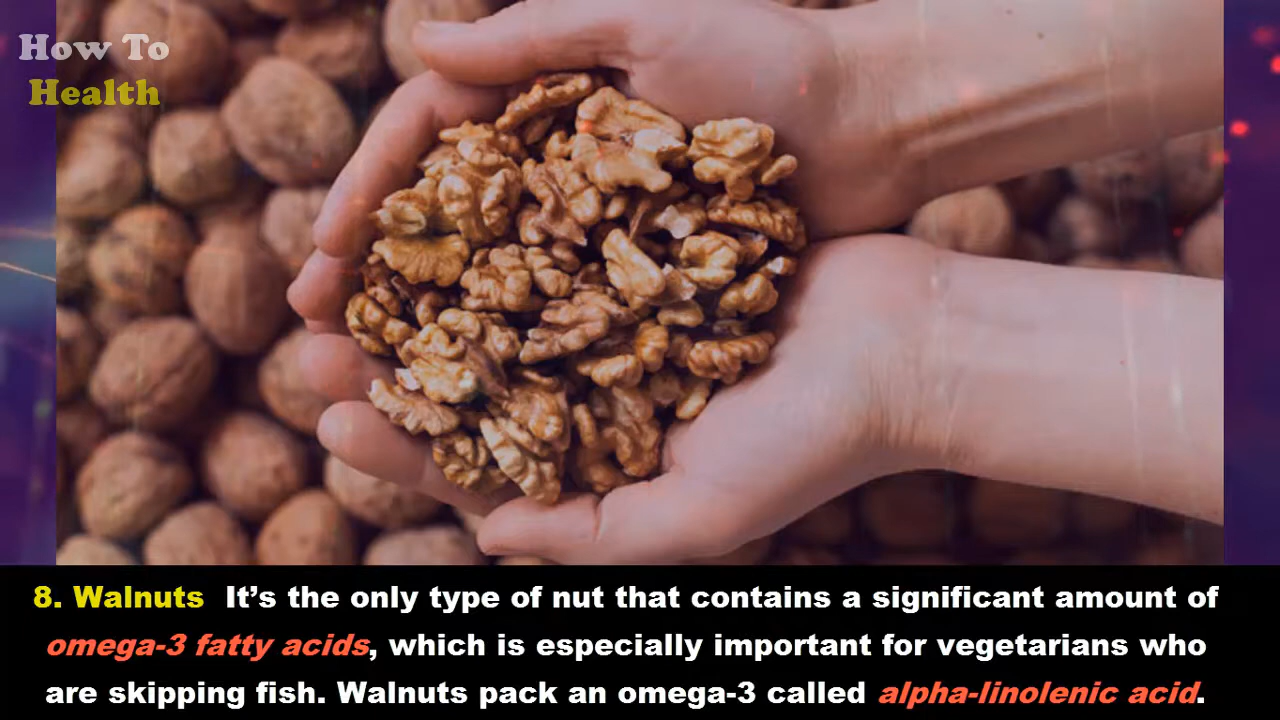 How To
Health
8. Walnuts It’s the only type of nut that contains a significant amount of
omega-3 fatty acids, which is especially important for vegetarians who
are skipping fish. Walnuts pack an omega-3 called alpha-linolenic acid.